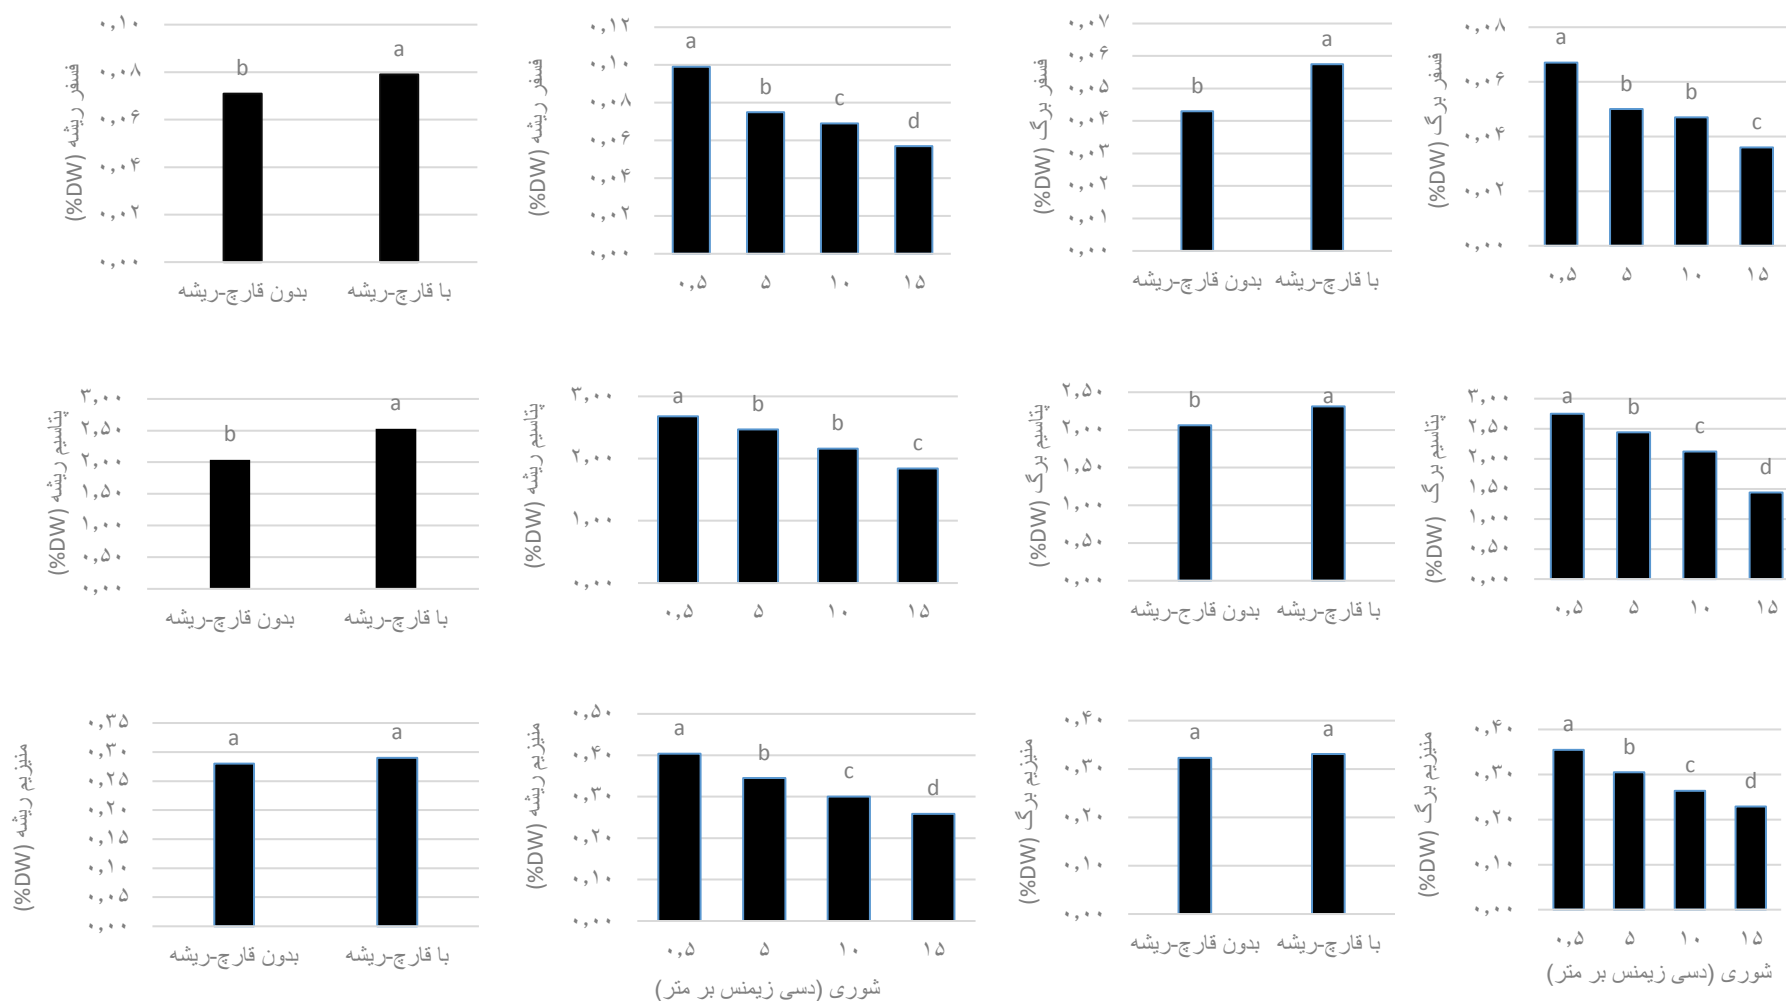 فسفر ریشه (%DW)
۰٫۱۰
۰٫۰۸
۰٫۰۶
۰٫۰۴
۰٫۰۲
۰٫۰۰
b
a
بدون قارچ-ریشه
با قارچ-ریشه
فسفر ریشه (%DW)
۰٫۱۲
۰٫۱۰
۰٫۰۸
۰٫۰۶
۰٫۰۴
۰٫۰۲
۰٫۰۰
a
b
c
d
۰٫۵ ۵ ۱۰ ۱۵
فسفر برگ (%DW)
۰٫۰۷
۰٫۰۶
۰٫۰۵
۰٫۰۴
۰٫۰۳
۰٫۰۲
۰٫۰۱
۰٫۰۰
b
a
بدون قارچ-ریشه
با قارچ-ریشه
فسفر برگ (%DW)
۰٫۰۸
۰٫۰۶
۰٫۰۴
۰٫۰۲
۰٫۰۰
a
b
b
c
۰٫۵ ۵ ۱۰ ۱۵
پتاسیم ریشه (%DW)
۳٫۰۰
۲٫۵۰
۲٫۰۰
۱٫۵۰
۱٫۰۰
۰٫۵۰
۰٫۰۰
b
a
بدون قارچ-ریشه
با قارچ-ریشه
پتاسیم ریشه (%DW)
۳٫۰۰
۲٫۰۰
۱٫۰۰
۰٫۰۰
a
b
b
c
۰٫۵ ۵ ۱۰ ۱۵
پتاسیم برگ (%DW)
۲٫۵۰
۲٫۰۰
۱٫۵۰
۱٫۰۰
۰٫۵۰
۰٫۰۰
b
a
بدون قارج-ریشه
با قارچ-ریشه
پتاسیم برگ (%DW)
۳٫۰۰
۲٫۵۰
۲٫۰۰
۱٫۵۰
۱٫۰۰
۰٫۵۰
۰٫۰۰
a
b
c
d
۰٫۵ ۵ ۱۰ ۱۵
منیزیم ریشه (%DW)
۰٫۳۵
۰٫۳۰
۰٫۲۵
۰٫۲۰
۰٫۱۵
۰٫۱۰
۰٫۰۵
۰٫۰۰
a
a
بدون قارچ-ریشه
با قارچ-ریشه
منیزیم ریشه (%DW)
۰٫۵۰
۰٫۴۰
۰٫۳۰
۰٫۲۰
۰٫۱۰
۰٫۰۰
a
b
c
d
۰٫۵ ۵ ۱۰ ۱۵
شوری (دسی زیمنس بر متر)
منیزیم برگ (%DW)
۰٫۴۰
۰٫۳۰
۰٫۲۰
۰٫۱۰
۰٫۰۰
a
a
بدون قارچ-ریشه
با قارچ-ریشه
منیزیم برگ (%DW)
۰٫۴۰
۰٫۳۰
۰٫۲۰
۰٫۱۰
۰٫۰۰
a
b
c
d
۰٫۵ ۵ ۱۰ ۱۵
شوری (دسی زیمنس بر متر)